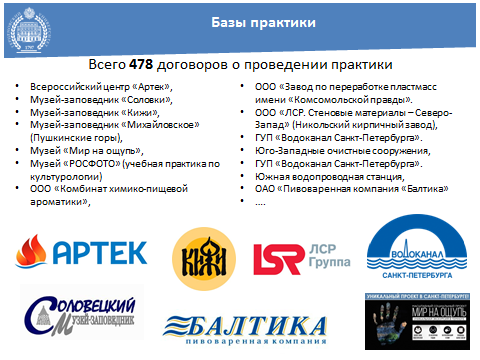 Базы практики
Всего 478 договоров о проведении практики
• Всероссийский центр «Артек»,
• Музей-заповедник «Соловки»,
• Музей-заповедник «Кижи»,
• Музей-заповедник «Михайловское»
(Пушкинские горы),
• Музей «Мир на ощупь»,
• Музей «РОСФОТО» (учебная практика по
культурологии)
• ООО «Комбинат химико-пищевой
ароматики»,
• ООО «Завод по переработке пластмасс
имени «Комсомольской правды».
• ООО «ЛСР. Стеновые материалы – Северо-
Запад» (Никольский кирпичный завод),
• ГУП «Водоканал Санкт-Петербурга».
• Юго-Западные очистные сооружения,
• ГУП «Водоканал Санкт-Петербурга».
• Южная водопроводная станция,
• ОАО «Пивоваренная компания «Балтика»
• ....
АРТЕК
КИЖИ
LSR
ЛСР
Группа
ВОДОКАНАЛ
САНКТ-ПЕТЕРБУРГА
СОЛОВЕЦКИЙ
МУЗЕЙ-ЗАПОВЕДНИК
БАЛТИКА
пивоваренная компания
УНИКАЛЬНЫЙ ПРОЕКТ В САНКТ-ПЕТЕРБУРГЕ!
МИР НА ОЩУПЬ